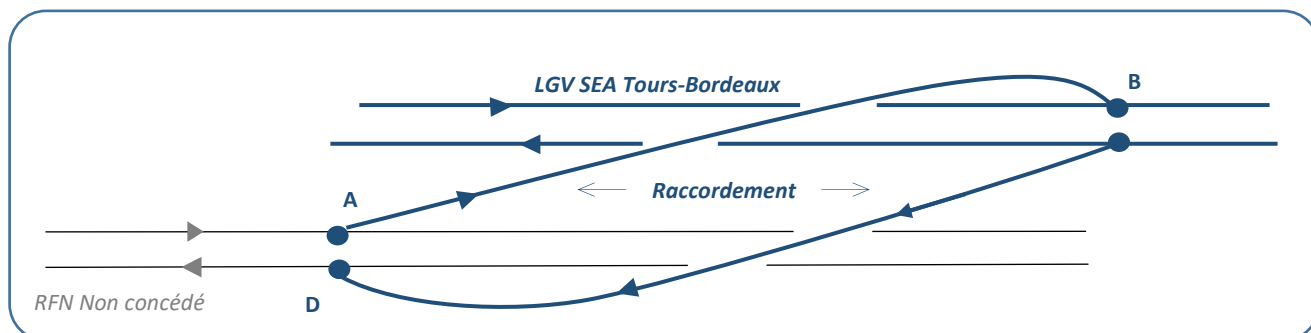 LGV SEA Tours-Bordeaux
B
Raccordement
A
RFN Non concédé
D